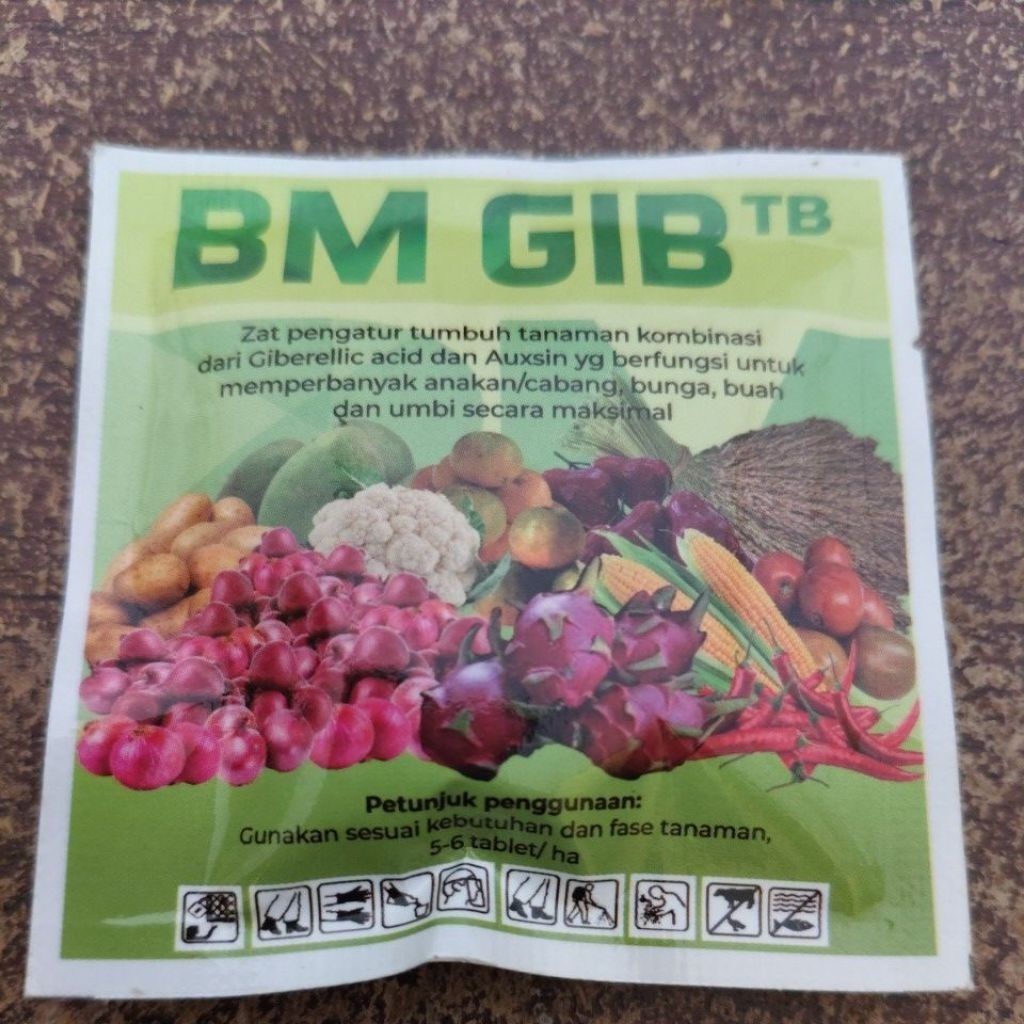 BM GIB TB
Zat pengatur tumbuh tanaman kombinasi
dari Giberellic acid dan Auxsin yg berfungsi untuk
memperbanyak anakan/cabang, bunga, buah
dan umbi secara maksimal
Petunjuk penggunaan:
Gunakan sesuai kebutuhan dan fase tanaman,
5-6 tablet/ ha